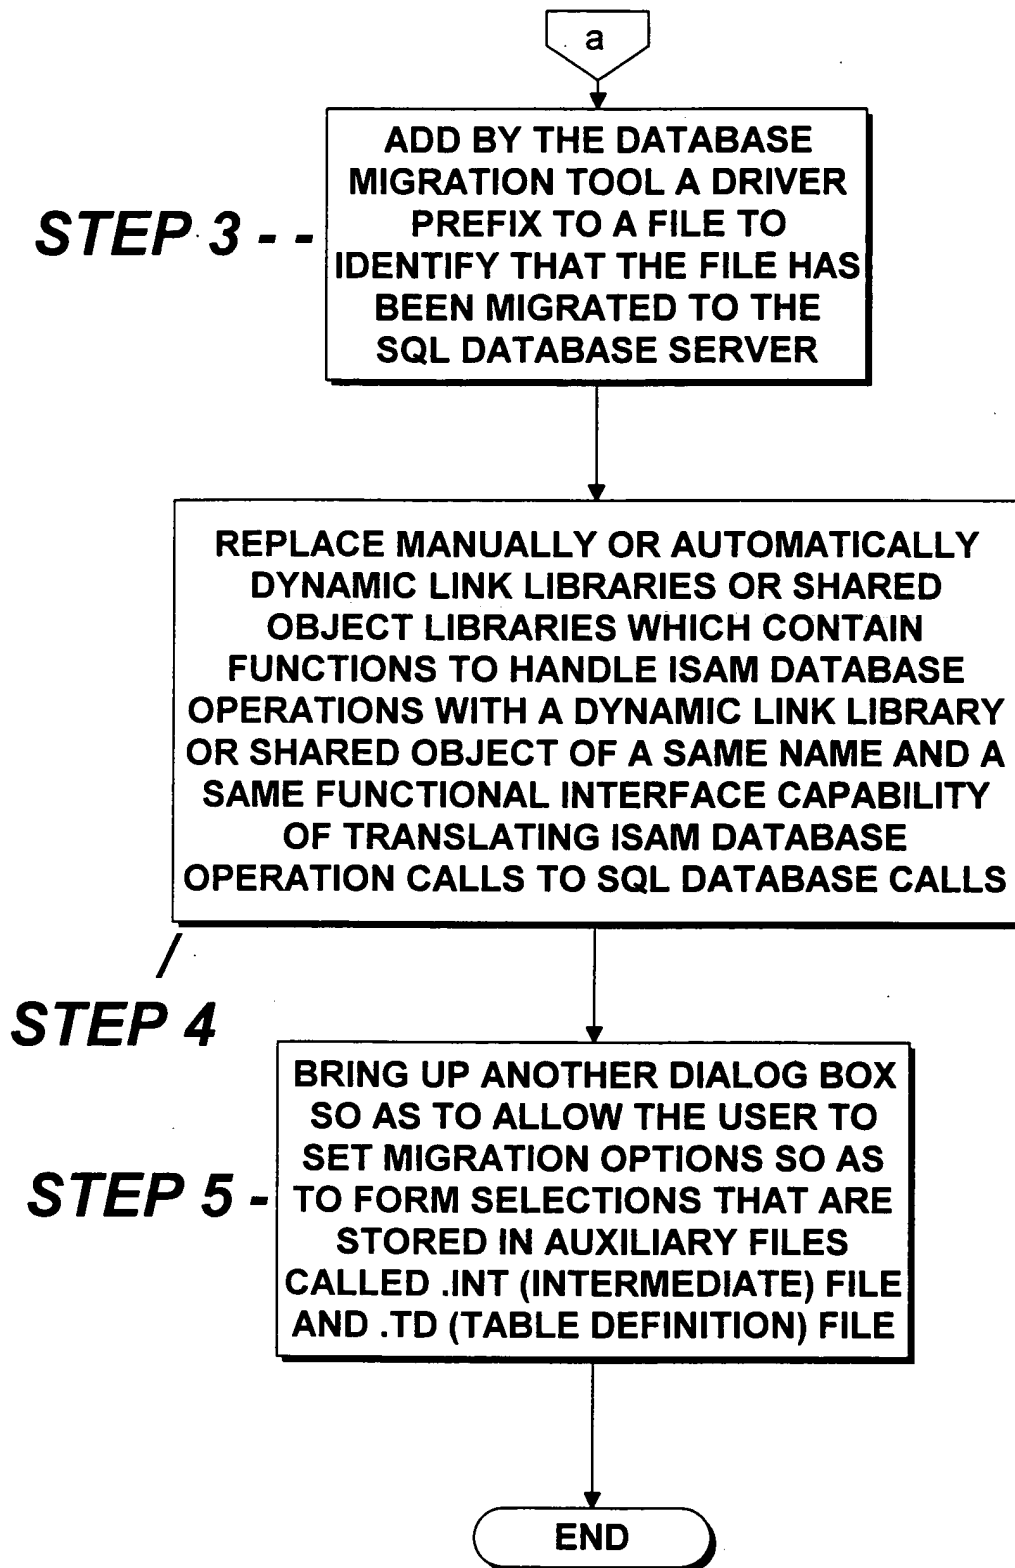 a
ADD BY THE DATABASE
MIGRATION TOOL A DRIVER
PREFIX TO A FILE TO
IDENTIFY THAT THE FILE HAS
BEEN MIGRATED TO THE
SQL DATABASE SERVER
STEP 3 - -
REPLACE MANUALLY OR AUTOMATICALLY
DYNAMIC LINK LIBRARIES OR SHARED
OBJECT LIBRARIES WHICH CONTAIN
FUNCTIONS TO HANDLE ISAM DATABASE
OPERATIONS WITH A DYNAMIC LINK LIBRARY
OR SHARED OBJECT OF A SAME NAME AND A
SAME FUNCTIONAL INTERFACE CAPABILITY
OF TRANSLATING ISAM DATABASE
OPERATION CALLS TO SQL DATABASE CALLS
/
STEP 4
BRING UP ANOTHER DIALOG BOX
SO AS TO ALLOW THE USER TO
SET MIGRATION OPTIONS SO AS
TO FORM SELECTIONS THAT ARE
STORED IN AUXILIARY FILES
CALLED .INT (INTERMEDIATE) FILE
AND .TD (TABLE DEFINITION) FILE
STEP 5 -
END